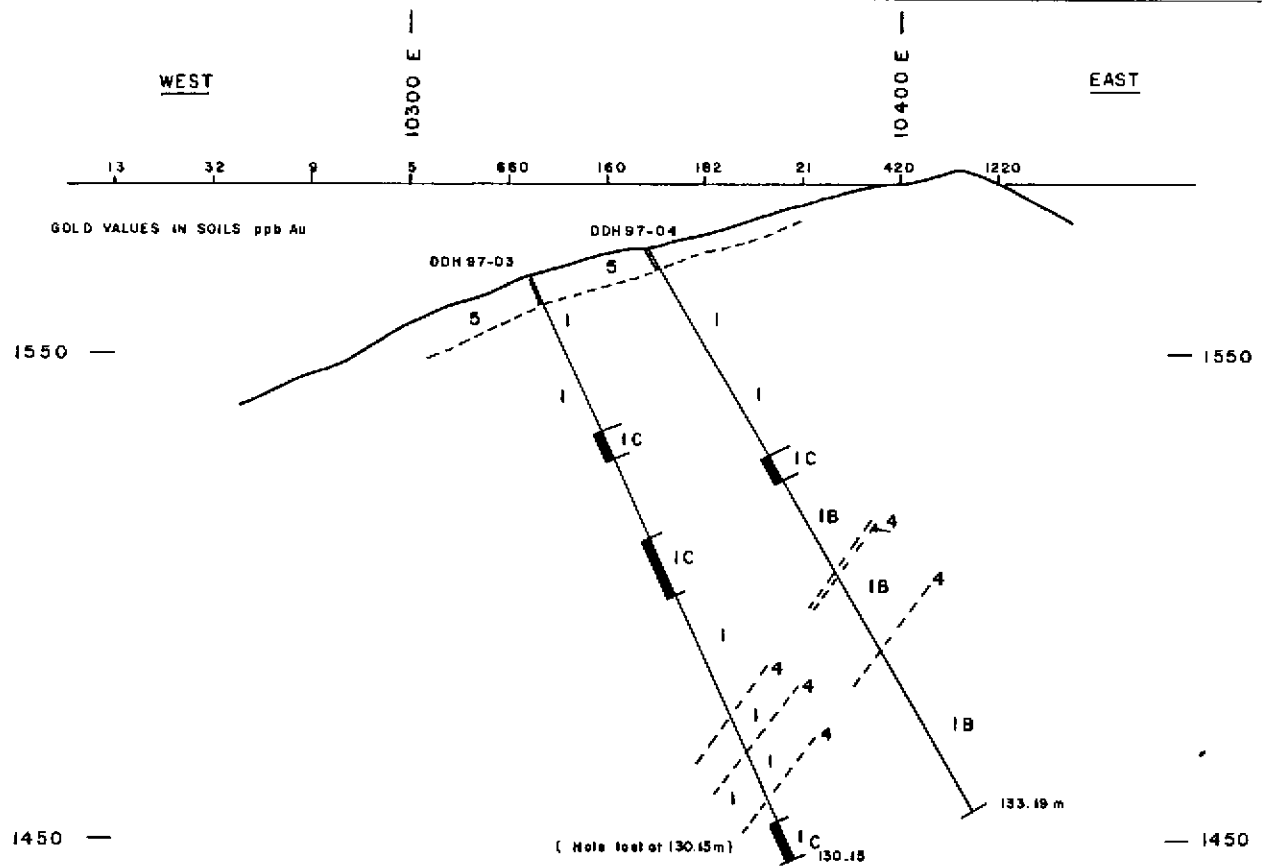 10300 E
10400 E
WEST
EAST
13 32 9 5 660 160 182 21 420 1220
GOLD VALUES IN SOILS ppb Au
DDH 97-04
DDH 97-03
5
5
1
1
1550
1550
1
1
1C
1C
1C
1B
4
4
1B
4
1
4
4
1
1B
4
1
1
133.19 m
1450
( Hole lost at 130.15m)
1C
130.15
1450